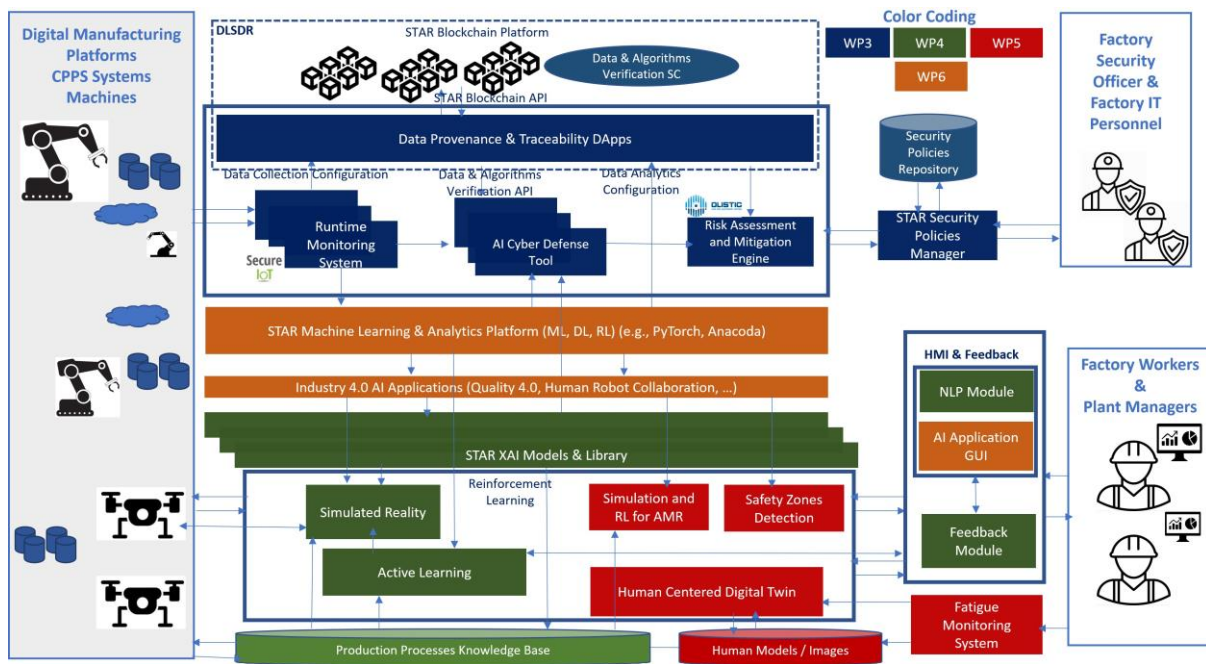 Digital Manufacturing
Platforms
CPPS Systems
Machines
DLSDR
STAR Blockchain Platform
Data & Algorithms
Verification SC
STAR Blockchain API
Data Provenance & Traceability DApps
Data Collection Configuration
Data & Algorithms
Verification API
Data Analytics
Configuration
Runtime
Monitoring
System
Secure
IoT
AI Cyber Defense
Tool
QLISTIC
Risk Assessment
and Mitigation
Engine
Color Coding
WP3
WP4
WP5
WP6
Security
Policies
Repository
STAR Security
Policies
Manager
Factory
Security
Officer &
Factory IT
Personnel
STAR Machine Learning & Analytics Platform (ML, DL, RL) (e.g., PyTorch, Anacoda)
Industry 4.0 AI Applications (Quality 4.0, Human Robot Collaboration, ...)
STAR XAI Models & Library
Reinforcement
Learning
Simulated Reality
Active Learning
Simulation and
RL for AMR
Safety Zones
Detection
Human Centered Digital Twin
Production Processes Knowledge Base
Human Models / Images
HMI & Feedback
NLP Module
AI Application
GUI
Feedback
Module
Fatigue
Monitoring
System
Factory Workers
&
Plant Managers